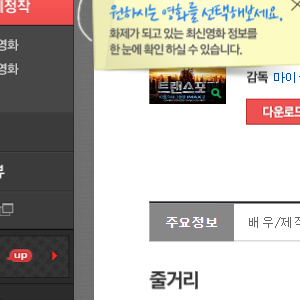 정작
원하시는 영화를 선택해보세요.
화제가 되고 있는 최신영화 정보를
한 눈에 확인 하실 수 있습니다.
영화
영화
감독 마이
트랜스포
IMAX
다운로드
뷰
주요정보
배우/제작
up
줄거리